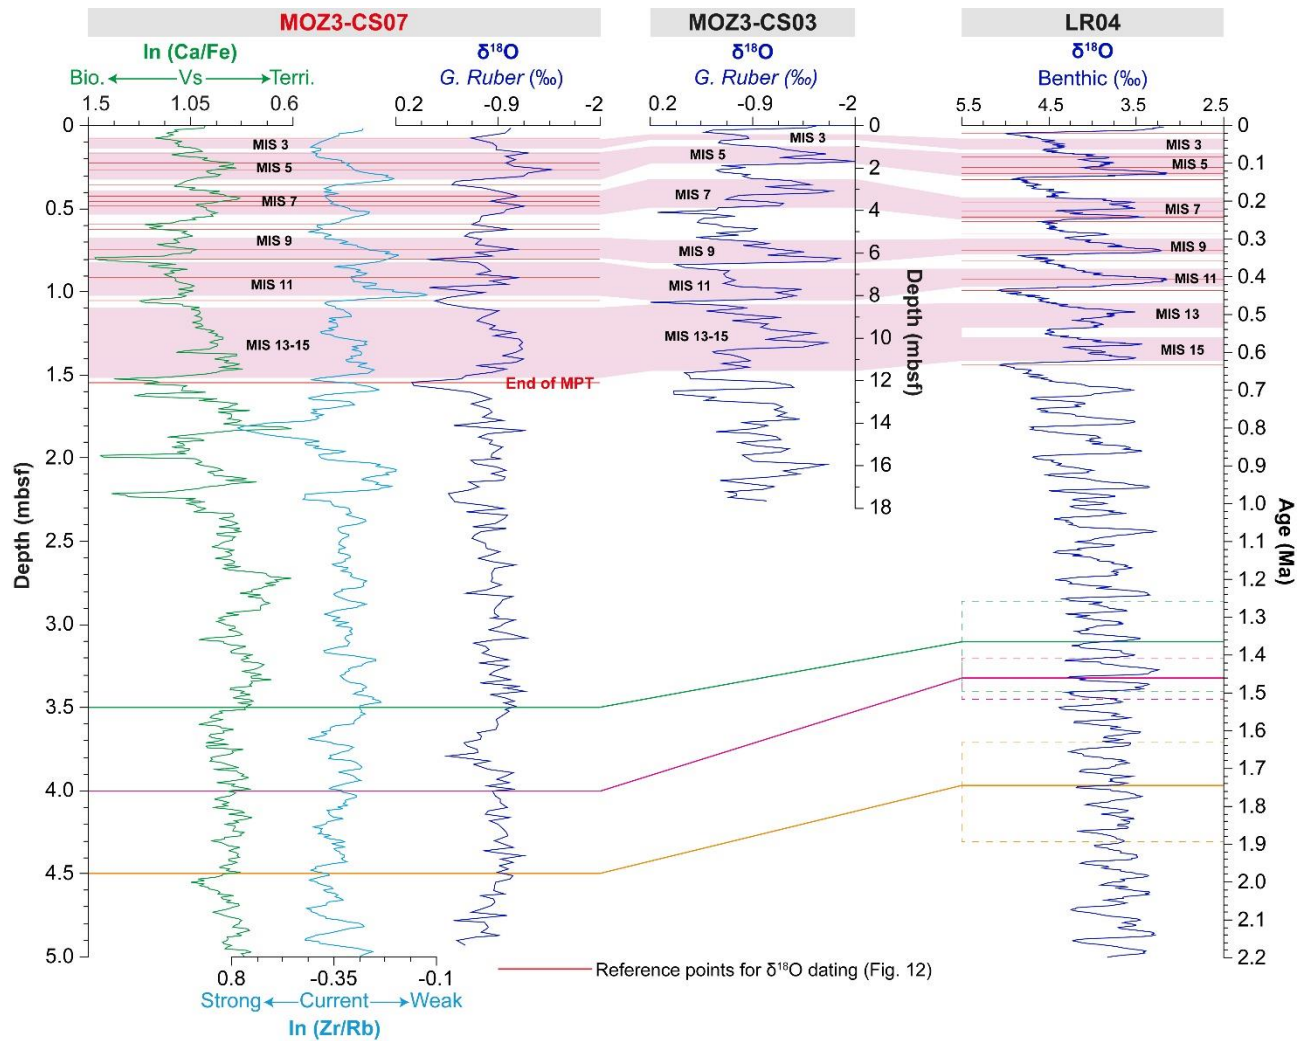 MOZ3-CS07
MOZ3-CS03
LR04
ln (Ca/Fe)
Bio. Vs Terri.
1.5 1.05 0.6
δ18O
G. Ruber (‰)
0.2 -0.9 -2
δ18O
G. Ruber (‰)
0.2 -0.9 -2
δ18O
Benthic (‰)
5.5 4.5 3.5 2.5
0
0.5
1.0
1.5
2.0
2.5
3.0
3.5
4.0
4.5
5.0
Depth (mbsf)
MIS 3
MIS 5
MIS 7
MIS 9
MIS 11
MIS 13-15
End of MPT
MIS 3
MIS 5
MIS 7
MIS 9
MIS 11
MIS 13-15
0
2
4
6
8
10
12
14
16
18
Depth (mbsf)
MIS 3
MIS 5
MIS 7
MIS 9
MIS 11
MIS 13
MIS 15
0
0.1
0.2
0.3
0.4
0.5
0.6
0.7
0.8
0.9
1.0
1.1
1.2
1.3
1.4
1.5
1.6
1.7
1.8
1.9
2.0
2.1
2.2
Age (Ma)
0.8 -0.35 -0.1
Strong Current Weak
ln (Zr/Rb)
Reference points for δ18O dating (Fig. 12)